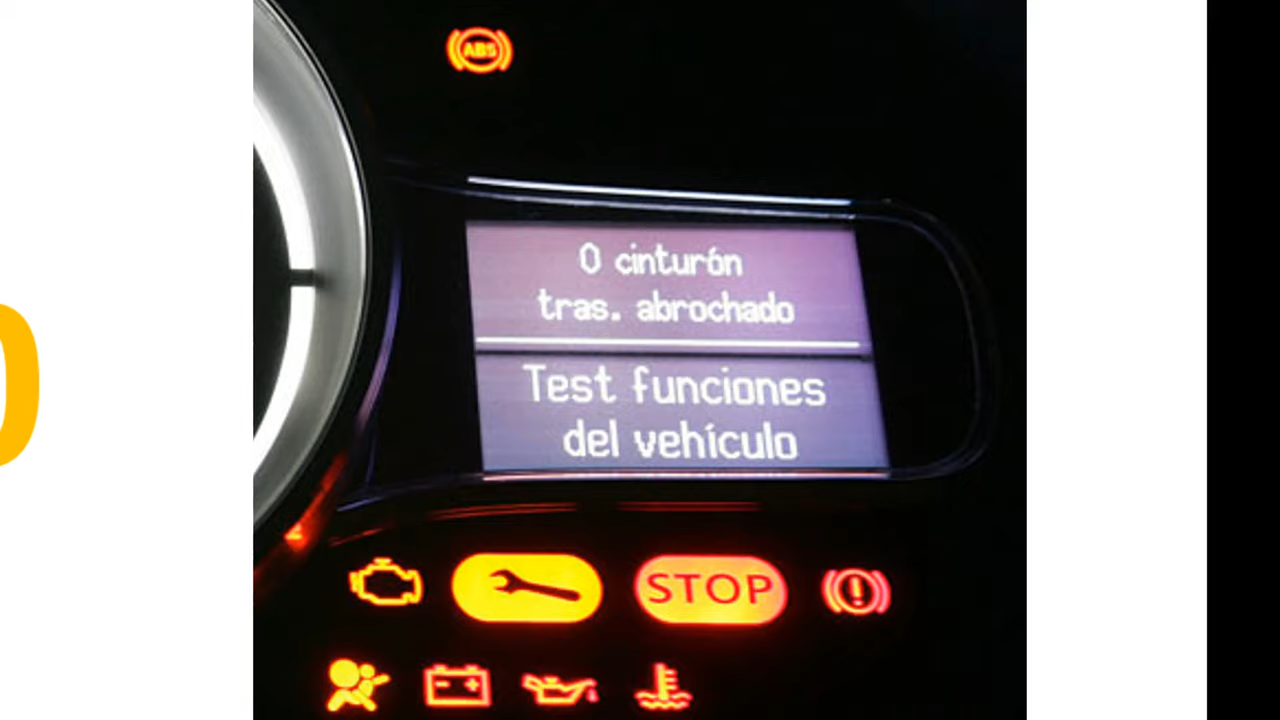 ABS
0 cinturón
tras. abrochado
Test funciones
del vehículo
STOP